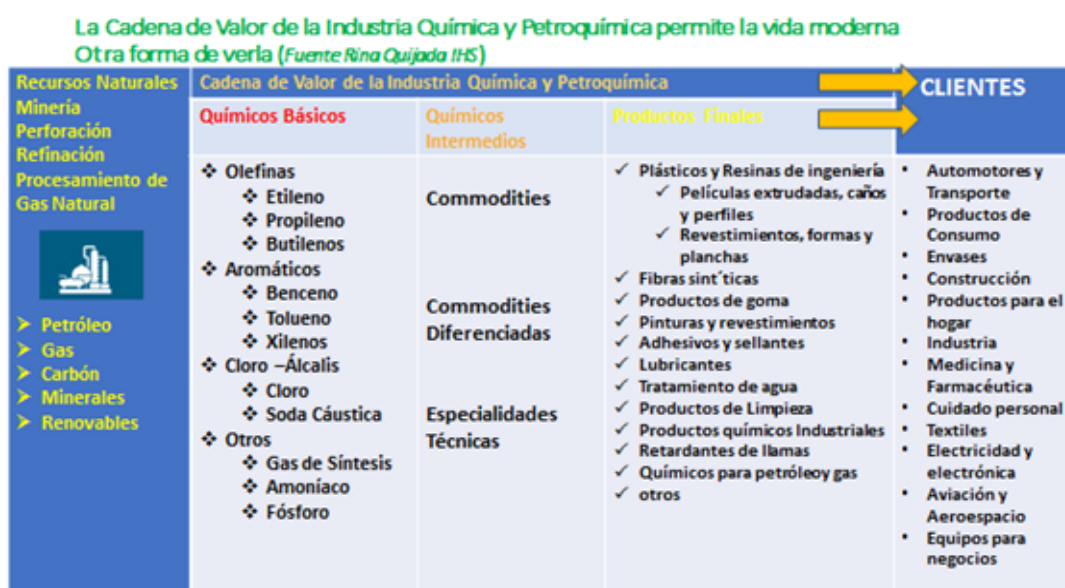 La Cadena de Valor de la Industria Química y Petroquímica permite la vida moderna
Otra forma de verla (Fuente Rina Quijada IHS)
Recursos Naturales
Minería
Perforación
Refinación
Procesamiento de
Gas Natural
➢ Petróleo
➢ Gas
➢ Carbón
➢ Minerales
➢ Renovables
Cadena de Valor de la Industria Química y Petroquímica
Químicos Básicos
❖ Olefinas
❖ Etileno
❖ Propileno
❖ Butilenos
❖ Aromáticos
❖ Benceno
❖ Tolueno
❖ Xilenos
❖ Cloro –Álcalis
❖ Cloro
❖ Soda Cáustica
❖ Otros
❖ Gas de Síntesis
❖ Amoníaco
❖ Fósforo
Químicos
Intermedios
Commodities
Commodities
Diferenciadas
Especialidades
Técnicas
Productos Finales
✓ Plásticos y Resinas de ingeniería
✓ Películas extrudadas, caños
y perfiles
✓ Revestimientos, formas y
planchas
✓ Fibras sint´ticas
✓ Productos de goma
✓ Pinturas y revestimientos
✓ Adhesivos y sellantes
✓ Lubricantes
✓ Tratamiento de agua
✓ Productos de Limpieza
✓ Productos químicos Industriales
✓ Retardantes de llamas
✓ Químicos para petróleoy gas
✓ otros
CLIENTES
• Automotores y
Transporte
• Productos de
Consumo
• Envases
• Construcción
• Productos para el
hogar
• Industria
• Medicina y
Farmacéutica
• Cuidado personal
• Textiles
• Electricidad y
electrónica
• Aviación y
Aeroespacio
• Equipos para
negocios